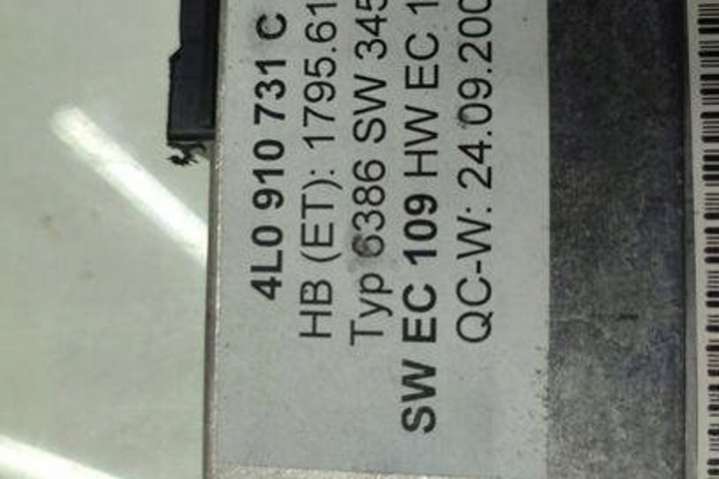 4L0 910 731 C
HB (ET): 1795.61
Typ 6386 SW 345
SW EC 109 HW EC 1
QC-W: 24.09.200